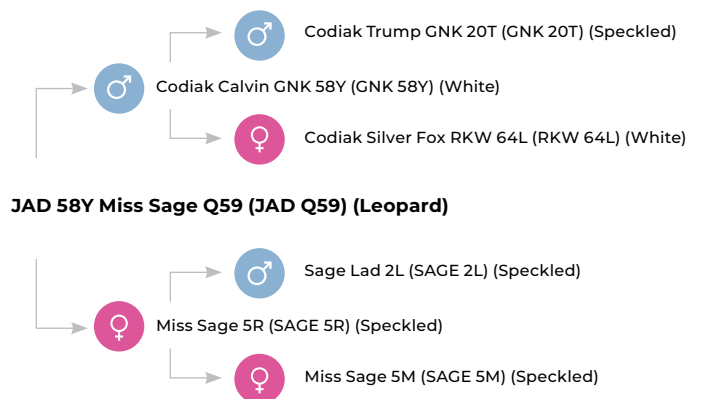 Codiak Trump GNK 20T (GNK 20T) (Speckled)
Codiak Calvin GNK 58Y (GNK 58Y) (White)
Codiak Silver Fox RKW 64L (RKW 64L) (White)
JAD 58Y Miss Sage Q59 (JAD Q59) (Leopard)
Sage Lad 2L (SAGE 2L) (Speckled)
Miss Sage 5R (SAGE 5R) (Speckled)
Miss Sage 5M (SAGE 5M) (Speckled)